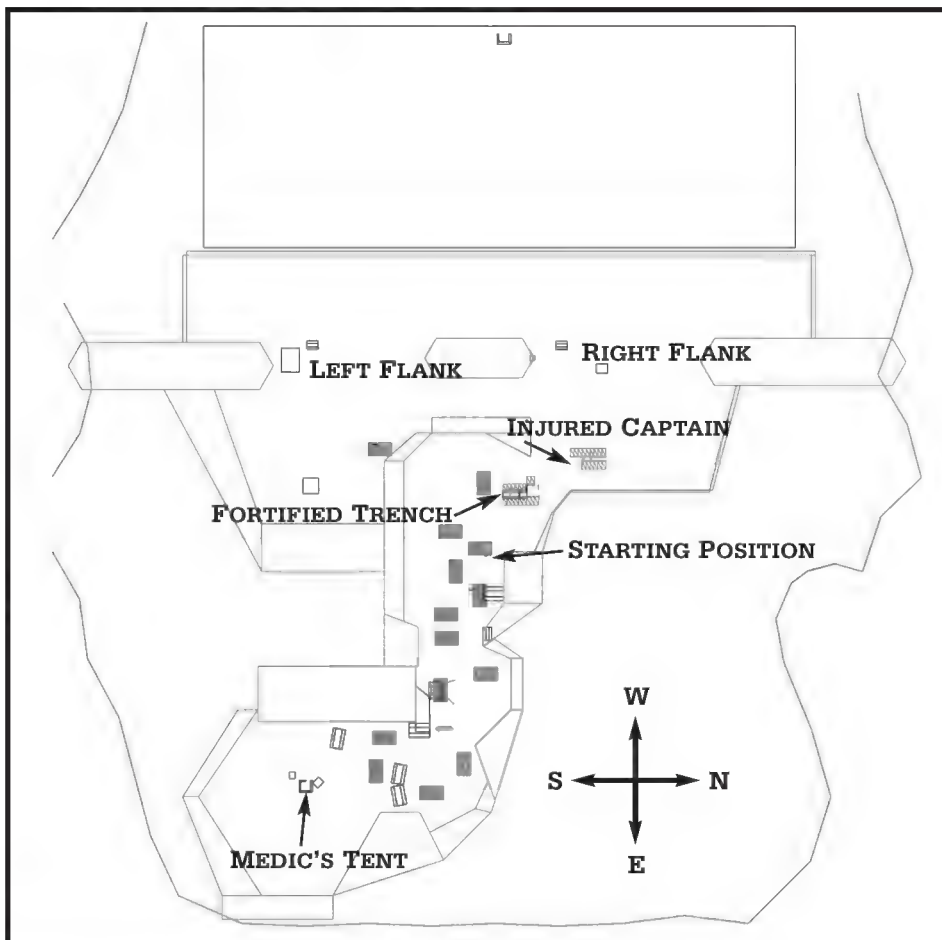 RIGHT FLANK
LEFT FLANK
INJURED CAPTAIN
FORTIFIED TRENCH
STARTING POSITION
W
S N
E
MEDIC'S TENT